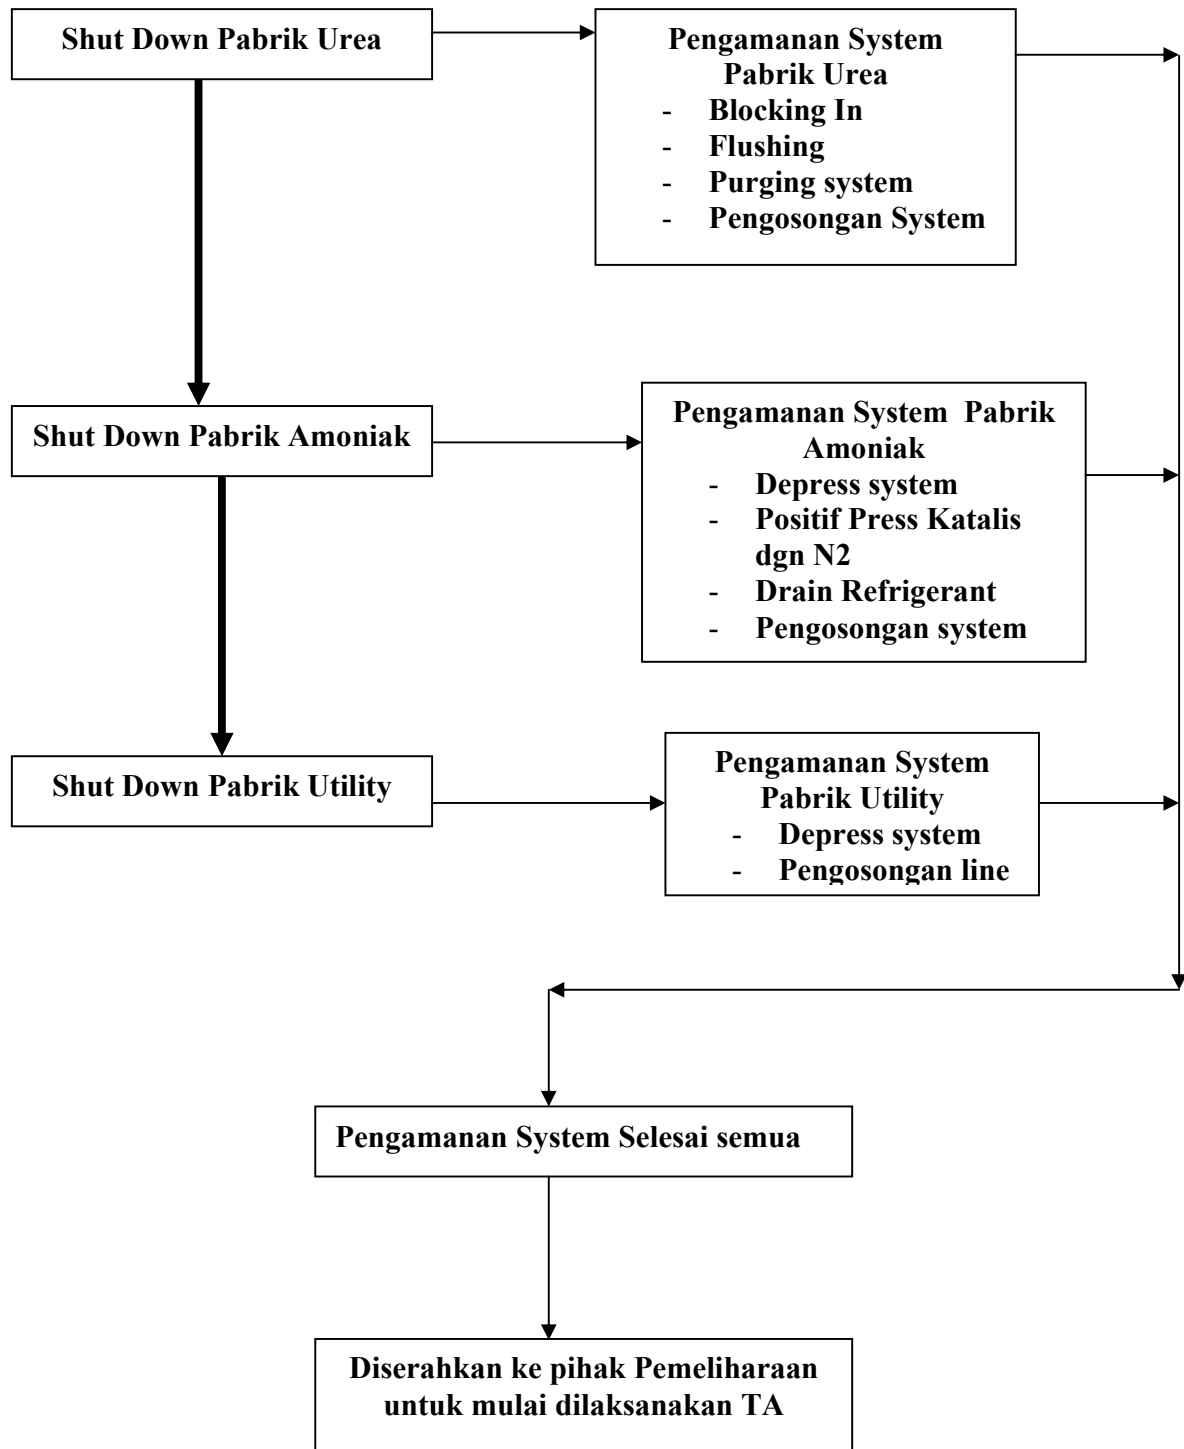 Shut Down Pabrik Urea
Pengamanan System
Pabrik Urea
- Blocking In
- Flushing
- Purging system
- Pengosongan System
Shut Down Pabrik Amoniak
Pengamanan System Pabrik
Amoniak
- Depress system
- Positif Press Katalis
dgn N2
- Drain Refrigerant
- Pengosongan system
Shut Down Pabrik Utility
Pengamanan System
Pabrik Utility
- Depress system
- Pengosongan line
Pengamanan System Selesai semua
Diserahkan ke pihak Pemeliharaan
untuk mulai dilaksanakan TA